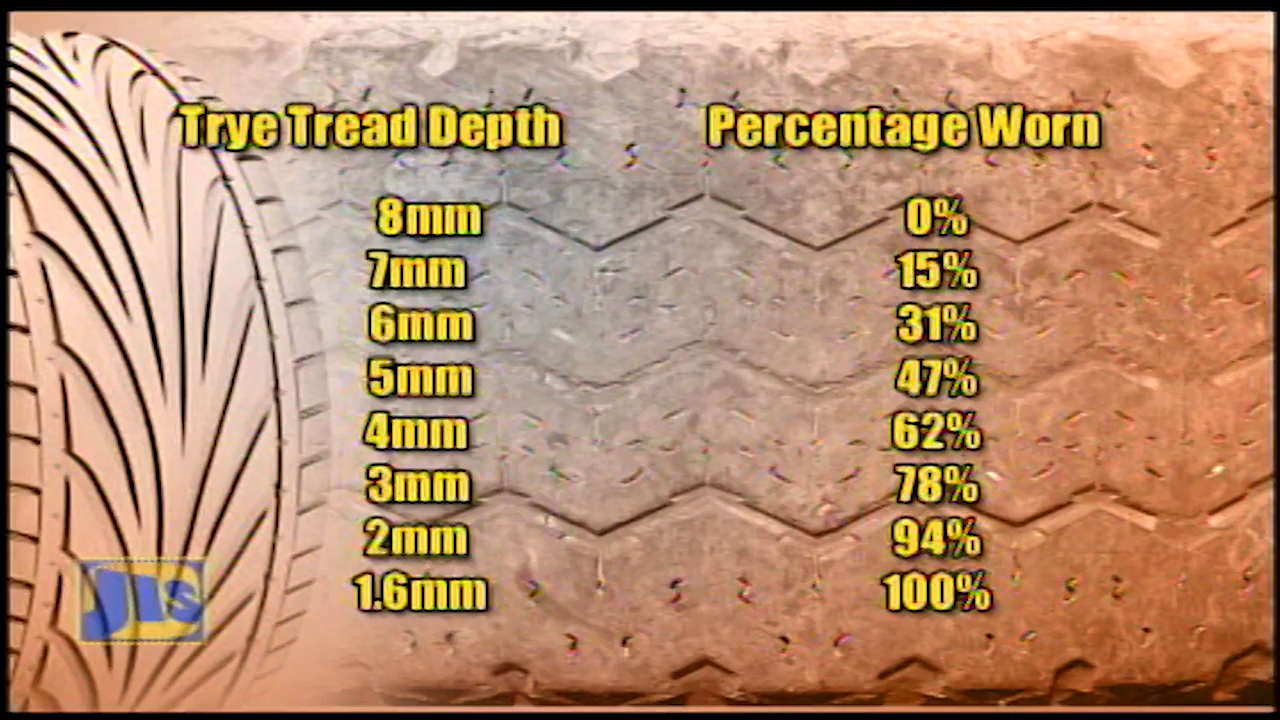 Trye Tread Depth Percentage Worn
8mm 0%
7mm 15%
6mm 31%
5mm 47%
4mm 62%
3mm 78%
2mm 94%
1.6mm 100%
JIS